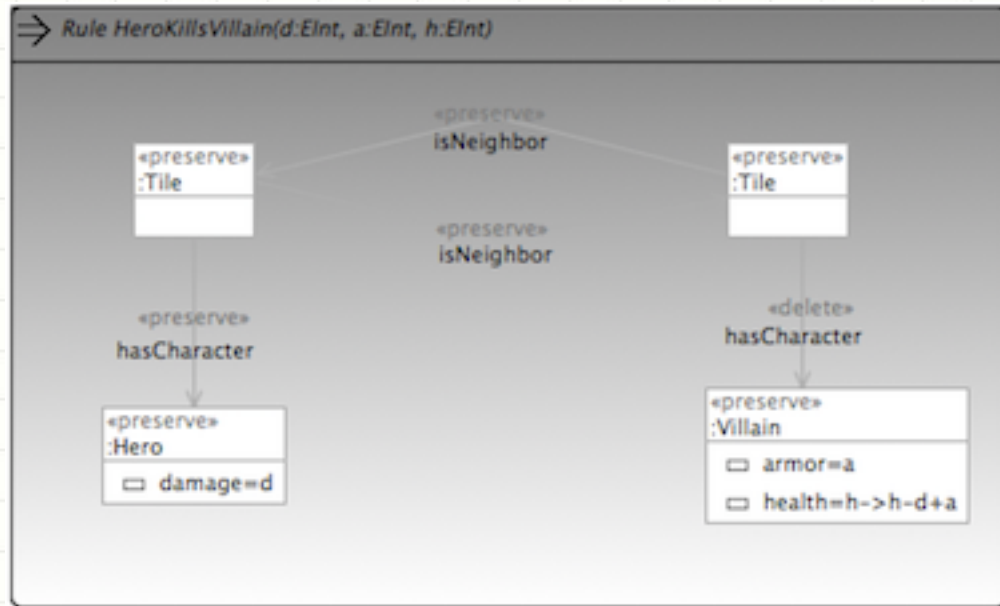 Rule HeroKillsVillain(d:EInt, a:EInt, h:EInt)
«preserve»
isNeighbor
«preserve»
:Tile
«preserve»
:Tile
«preserve»
isNeighbor
«preserve»
hasCharacter
«delete»
hasCharacter
«preserve»
:Hero
damage=d
«preserve»
:Villain
armor=a
health=h->h-d+a